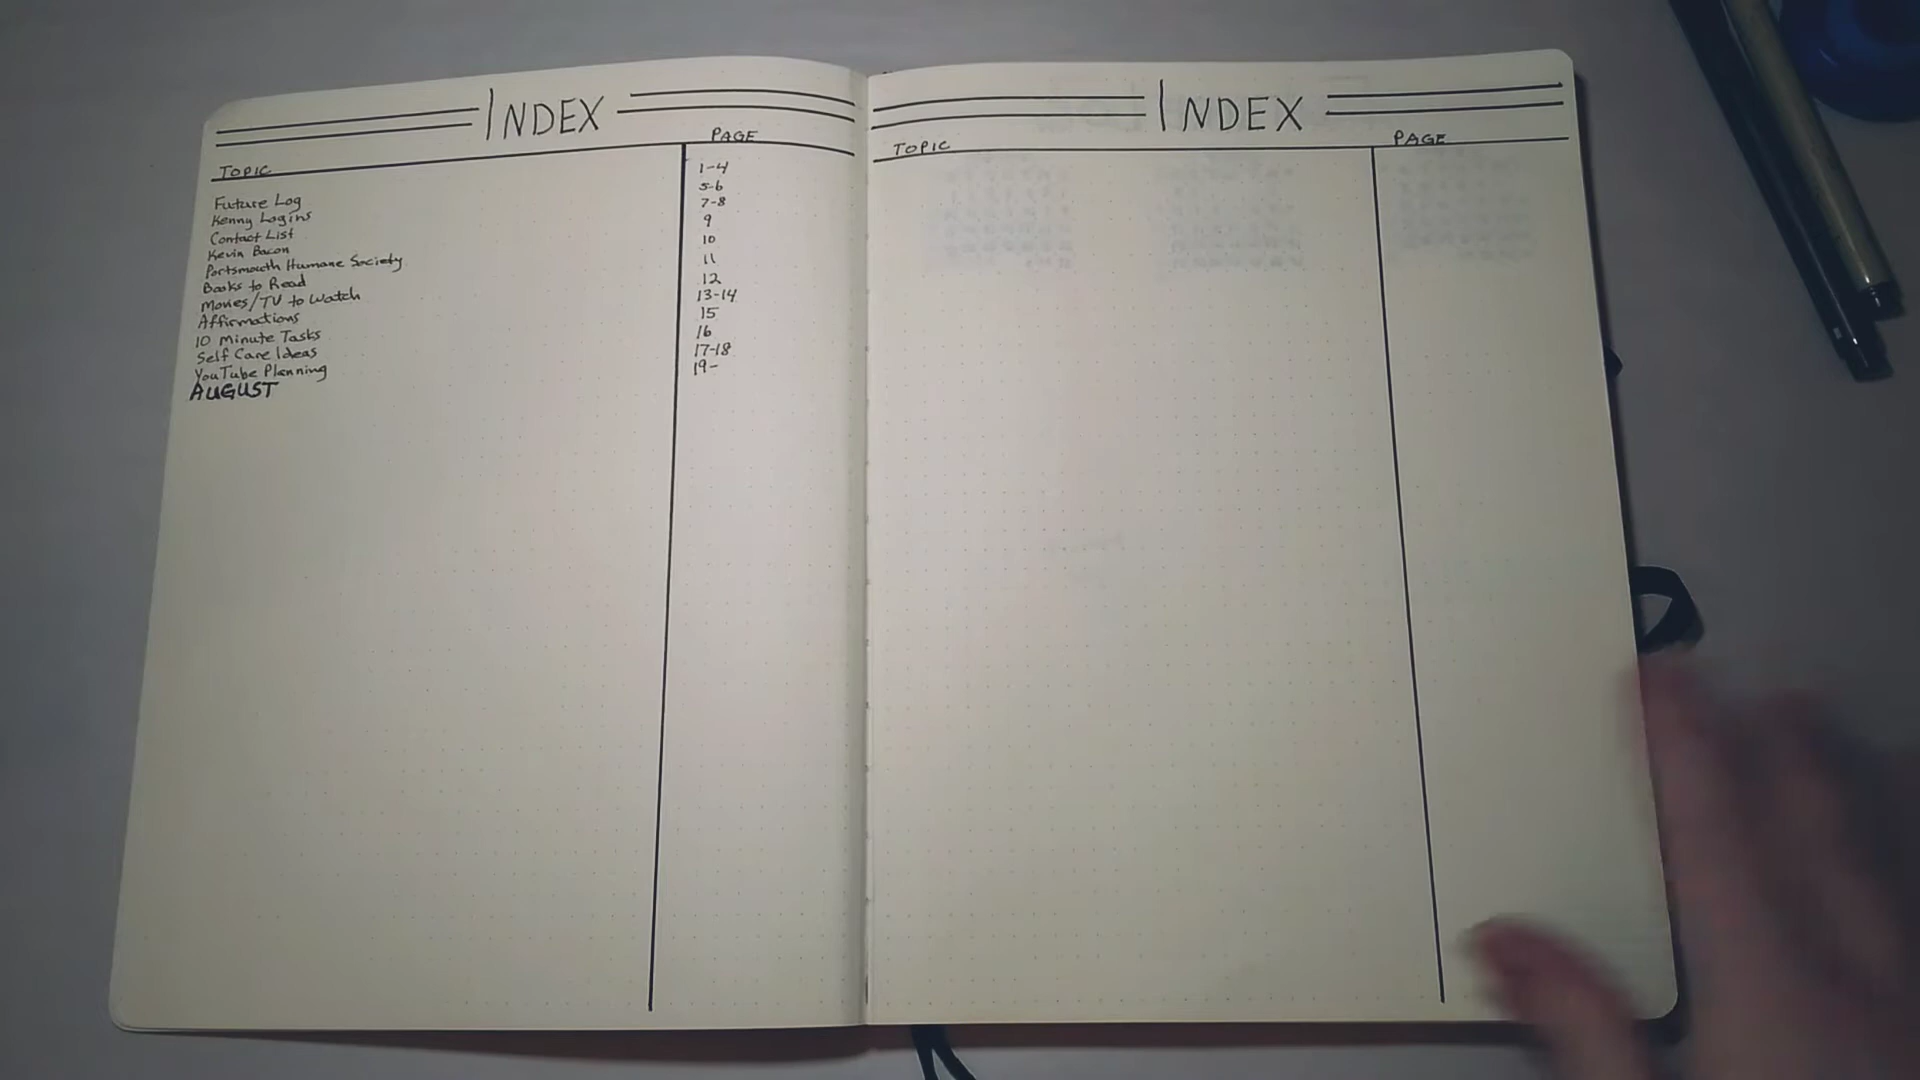 INDEX
TOPIC PAGE
Future Log 1-4
Kenny Logins 5-6
Contact List 7-8
Kevin Bacon 9
Portsmouth Humane Society 10
Books to Read 11
Movies/TV to Watch 12
Affirmations 13-14
10 Minute Tasks 15
Self Care Ideas 16
YouTube Planning 17-18
AUGUST 19-
INDEX
TOPIC PAGE